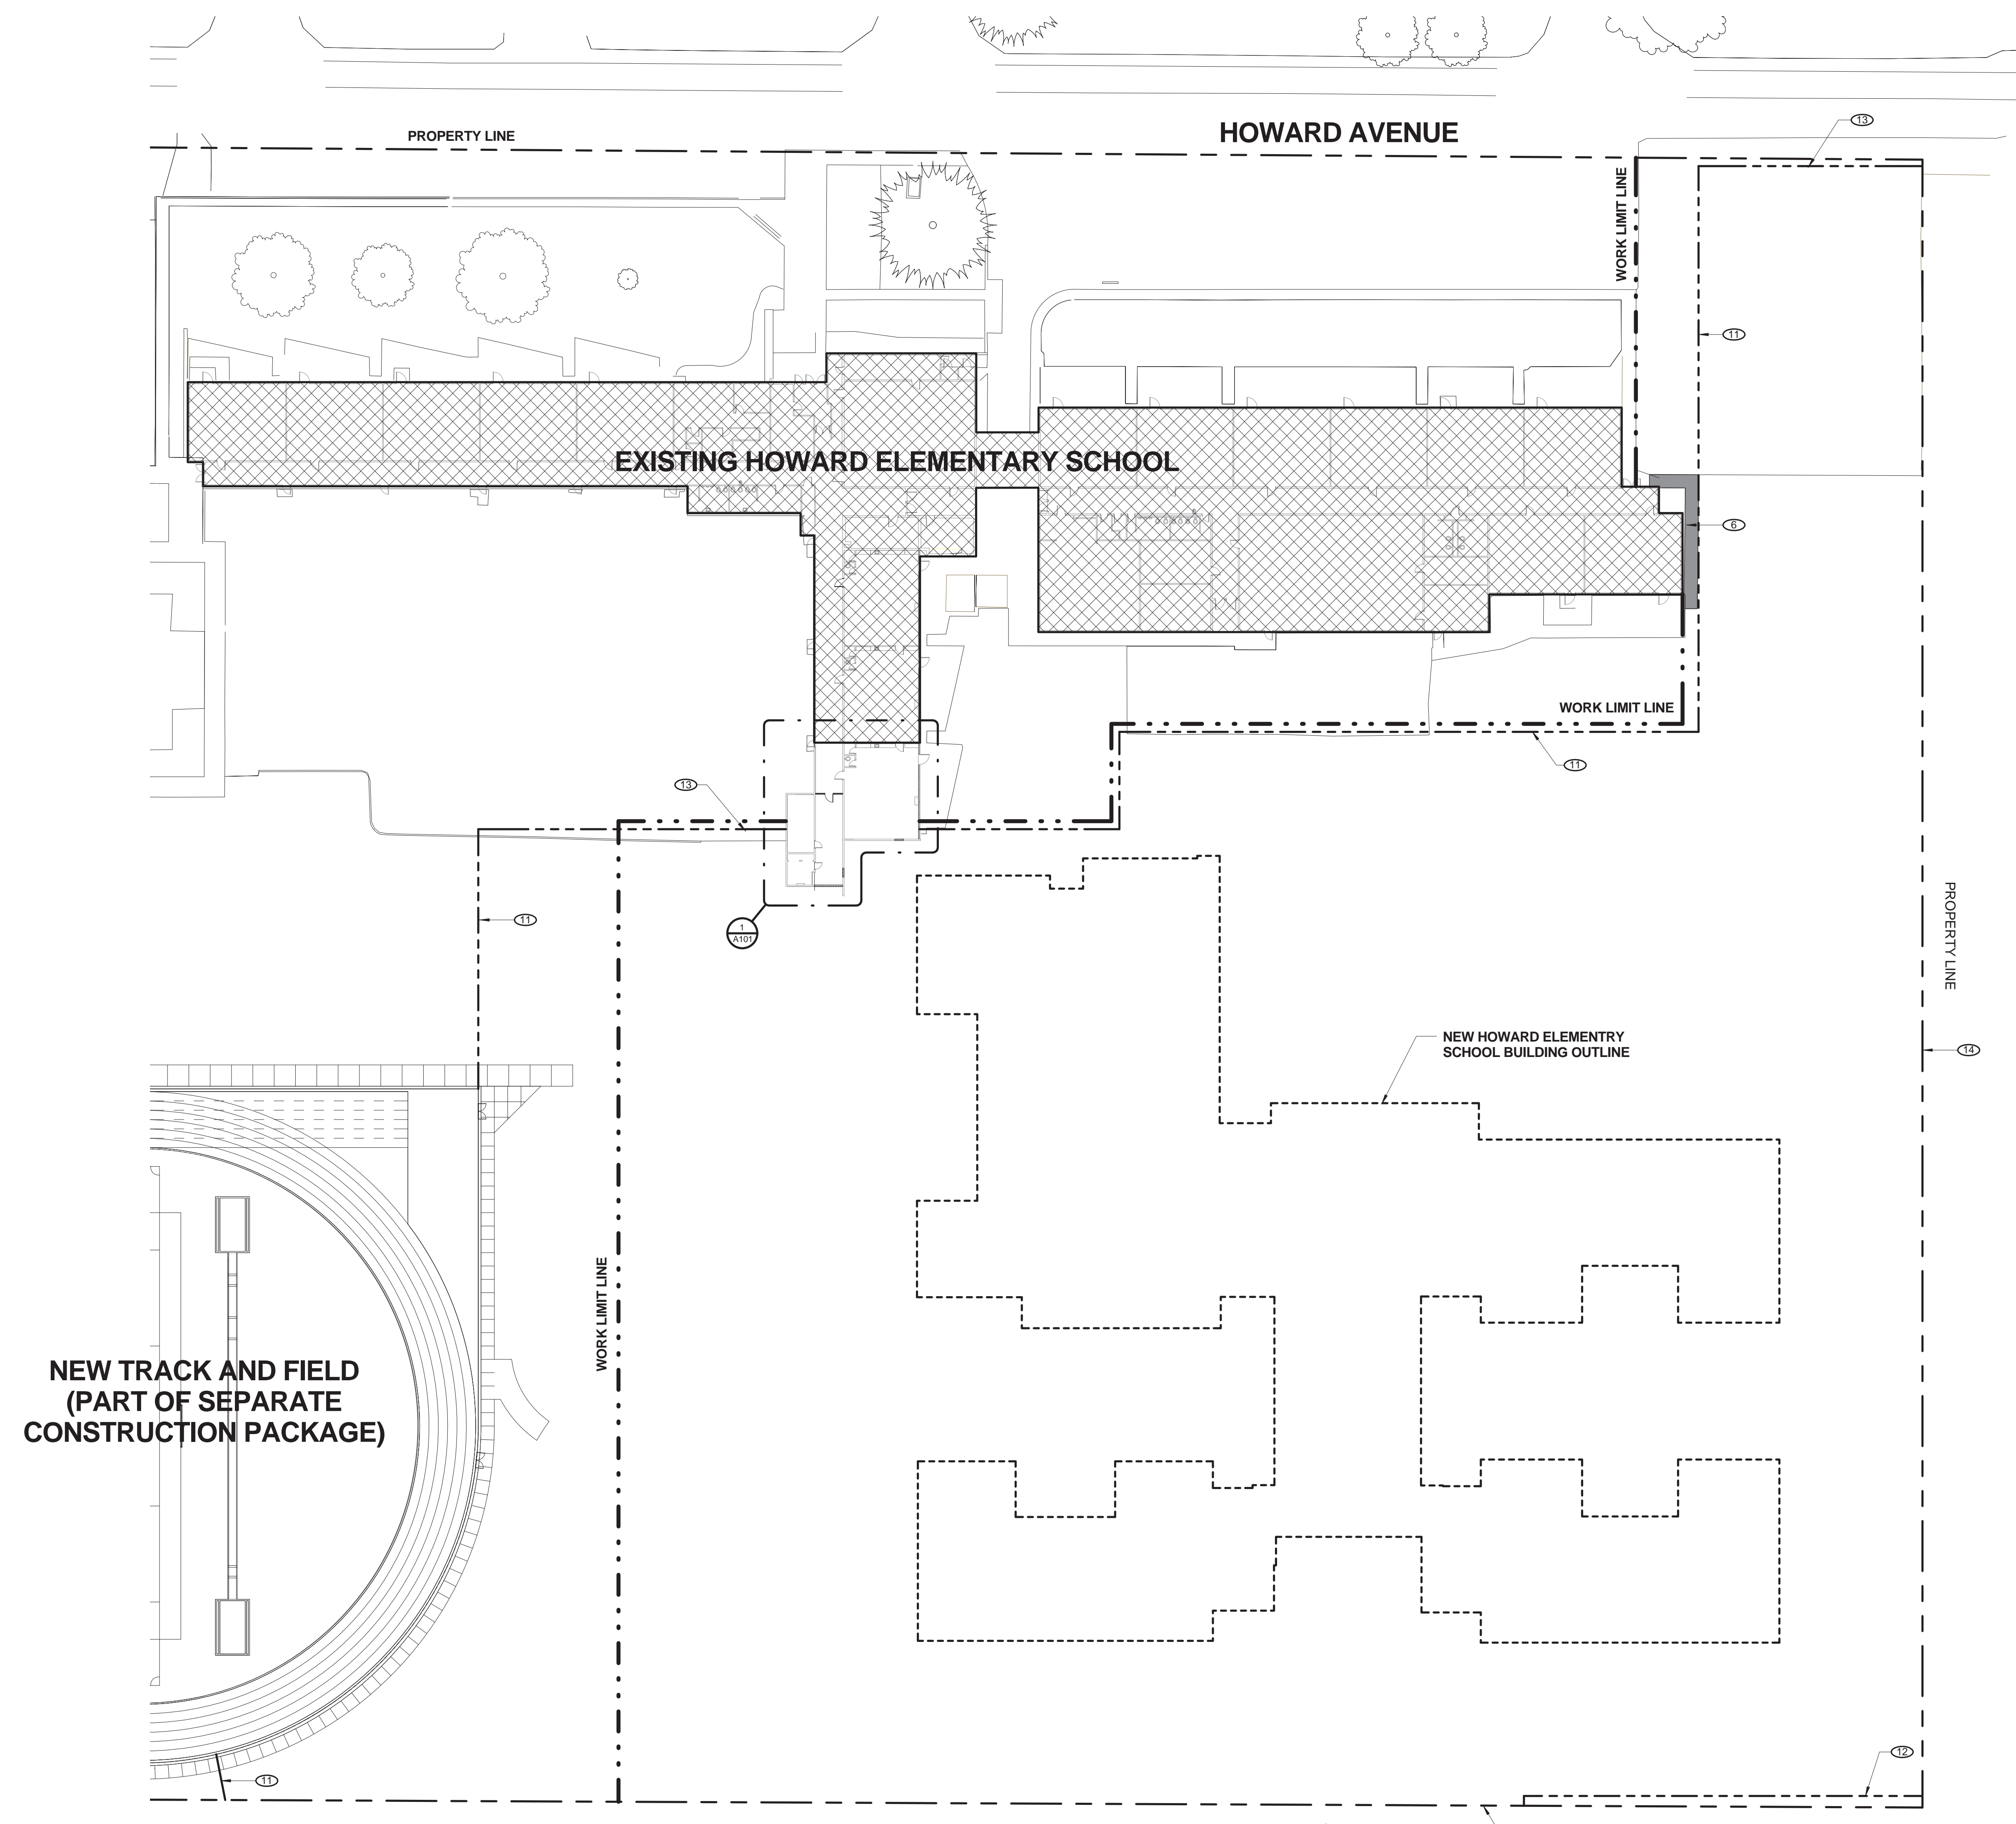 PROPERTY LINE
HOWARD AVENUE
13
WORK LIMIT LINE
11
EXISTING HOWARD ELEMENTARY SCHOOL
6
WORK LIMIT LINE
11
13
11
1
A101
PROPERTY LINE
NEW HOWARD ELEMENTRY
SCHOOL BUILDING OUTLINE
14
WORK LIMIT LINE
NEW TRACK AND FIELD
(PART OF SEPARATE
CONSTRUCTION PACKAGE)
12
11